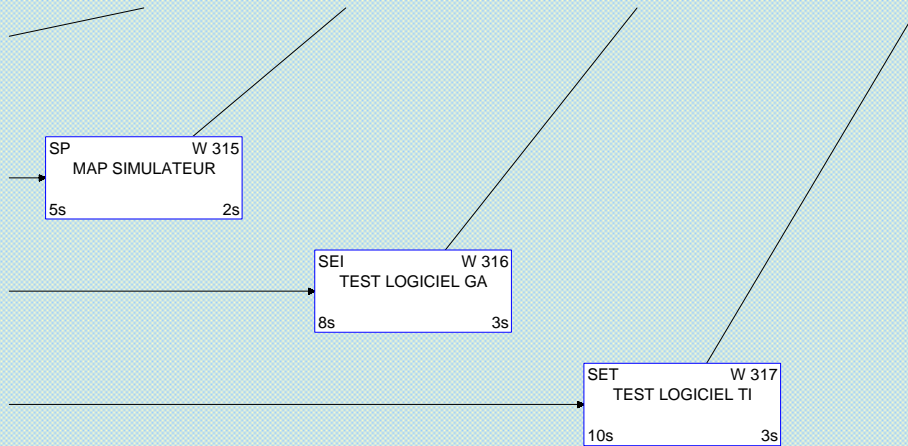 SP W 315
MAP SIMULATEUR
5s 2s
SEI W 316
TEST LOGICIEL GA
8s 3s
SET W 317
TEST LOGICIEL TI
10s 3s